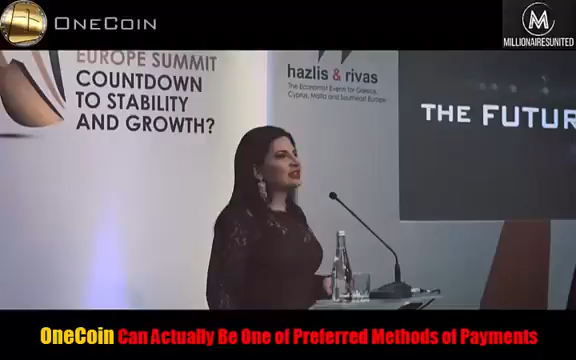 ONECOIN
MILLIONAIRESUNITED
EUROPE SUMMIT
COUNTDOWN
TO STABILITY
AND GROWTH?
hazlis & rivas
The Economist Events for Greece,
Cyprus, Malta and Southeast Europe
THE FUTUR
OneCoin Can Actually Be One of Preferred Methods of Payments